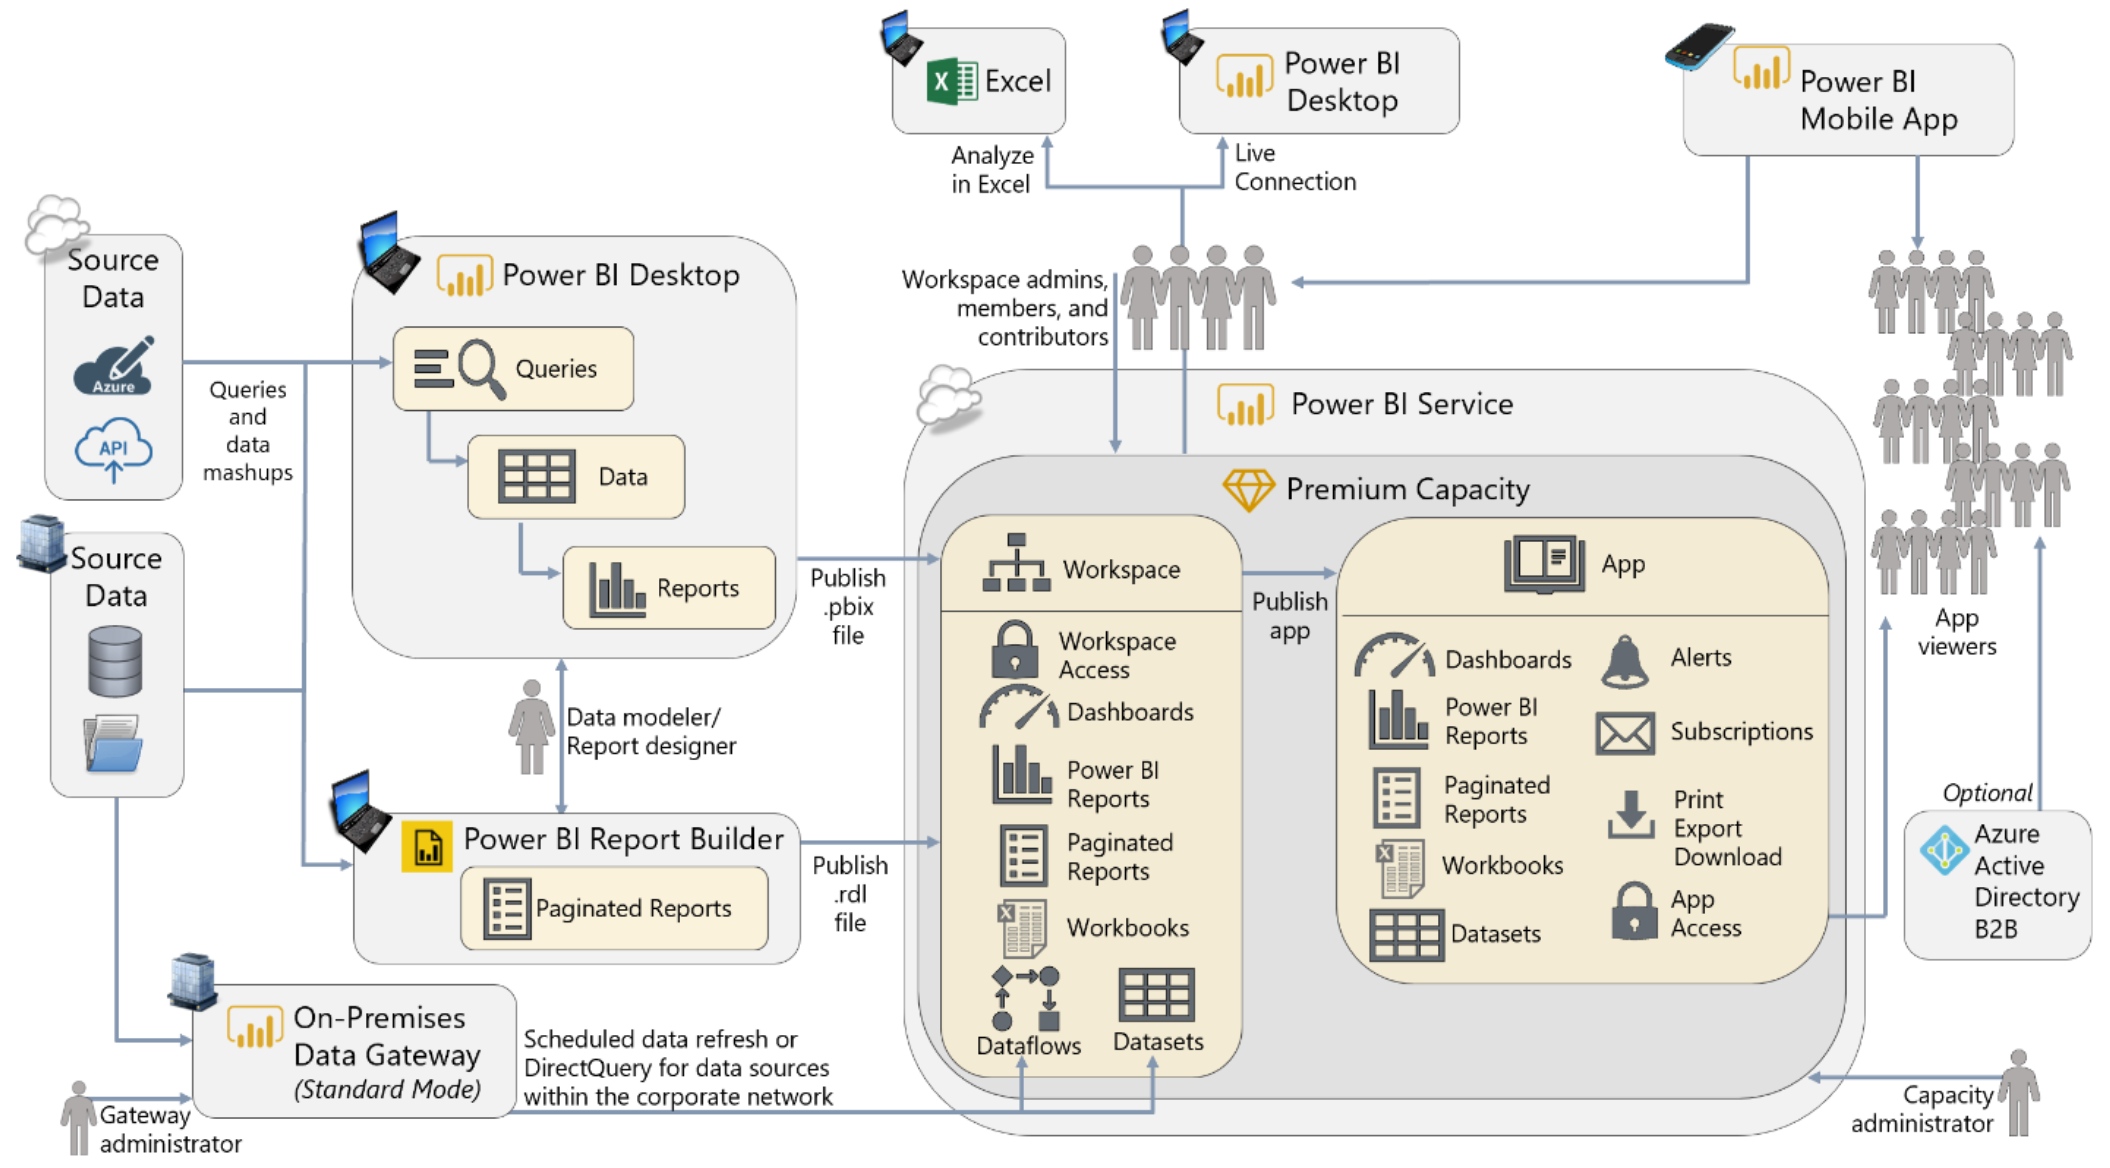 Excel
Analyze
in Excel
Power BI
Desktop
Live
Connection
Power BI
Mobile App
Source
Data
Azure
API
Queries
and
data
mashups
Source
Data
Power BI Desktop
Queries
Data
Reports
Publish
.pbix
file
Data modeler/
Report designer
Power BI Report Builder
Paginated Reports
Publish
.rdl
file
On-Premises
Data Gateway
(Standard Mode)
Gateway
administrator
Scheduled data refresh or
DirectQuery for data sources
within the corporate network
Workspace admins,
members, and
contributors
Power BI Service
Premium Capacity
Workspace
Workspace
Access
Dashboards
Power BI
Reports
Paginated
Reports
X
Workbooks
Dataflows
Datasets
Publish
app
App
Dashboards
Power BI
Reports
Paginated
Reports
X
Workbooks
Datasets
Alerts
Subscriptions
Print
Export
Download
App
Access
App
viewers
Optional
Azure
Active
Directory
B2B
Capacity
administrator